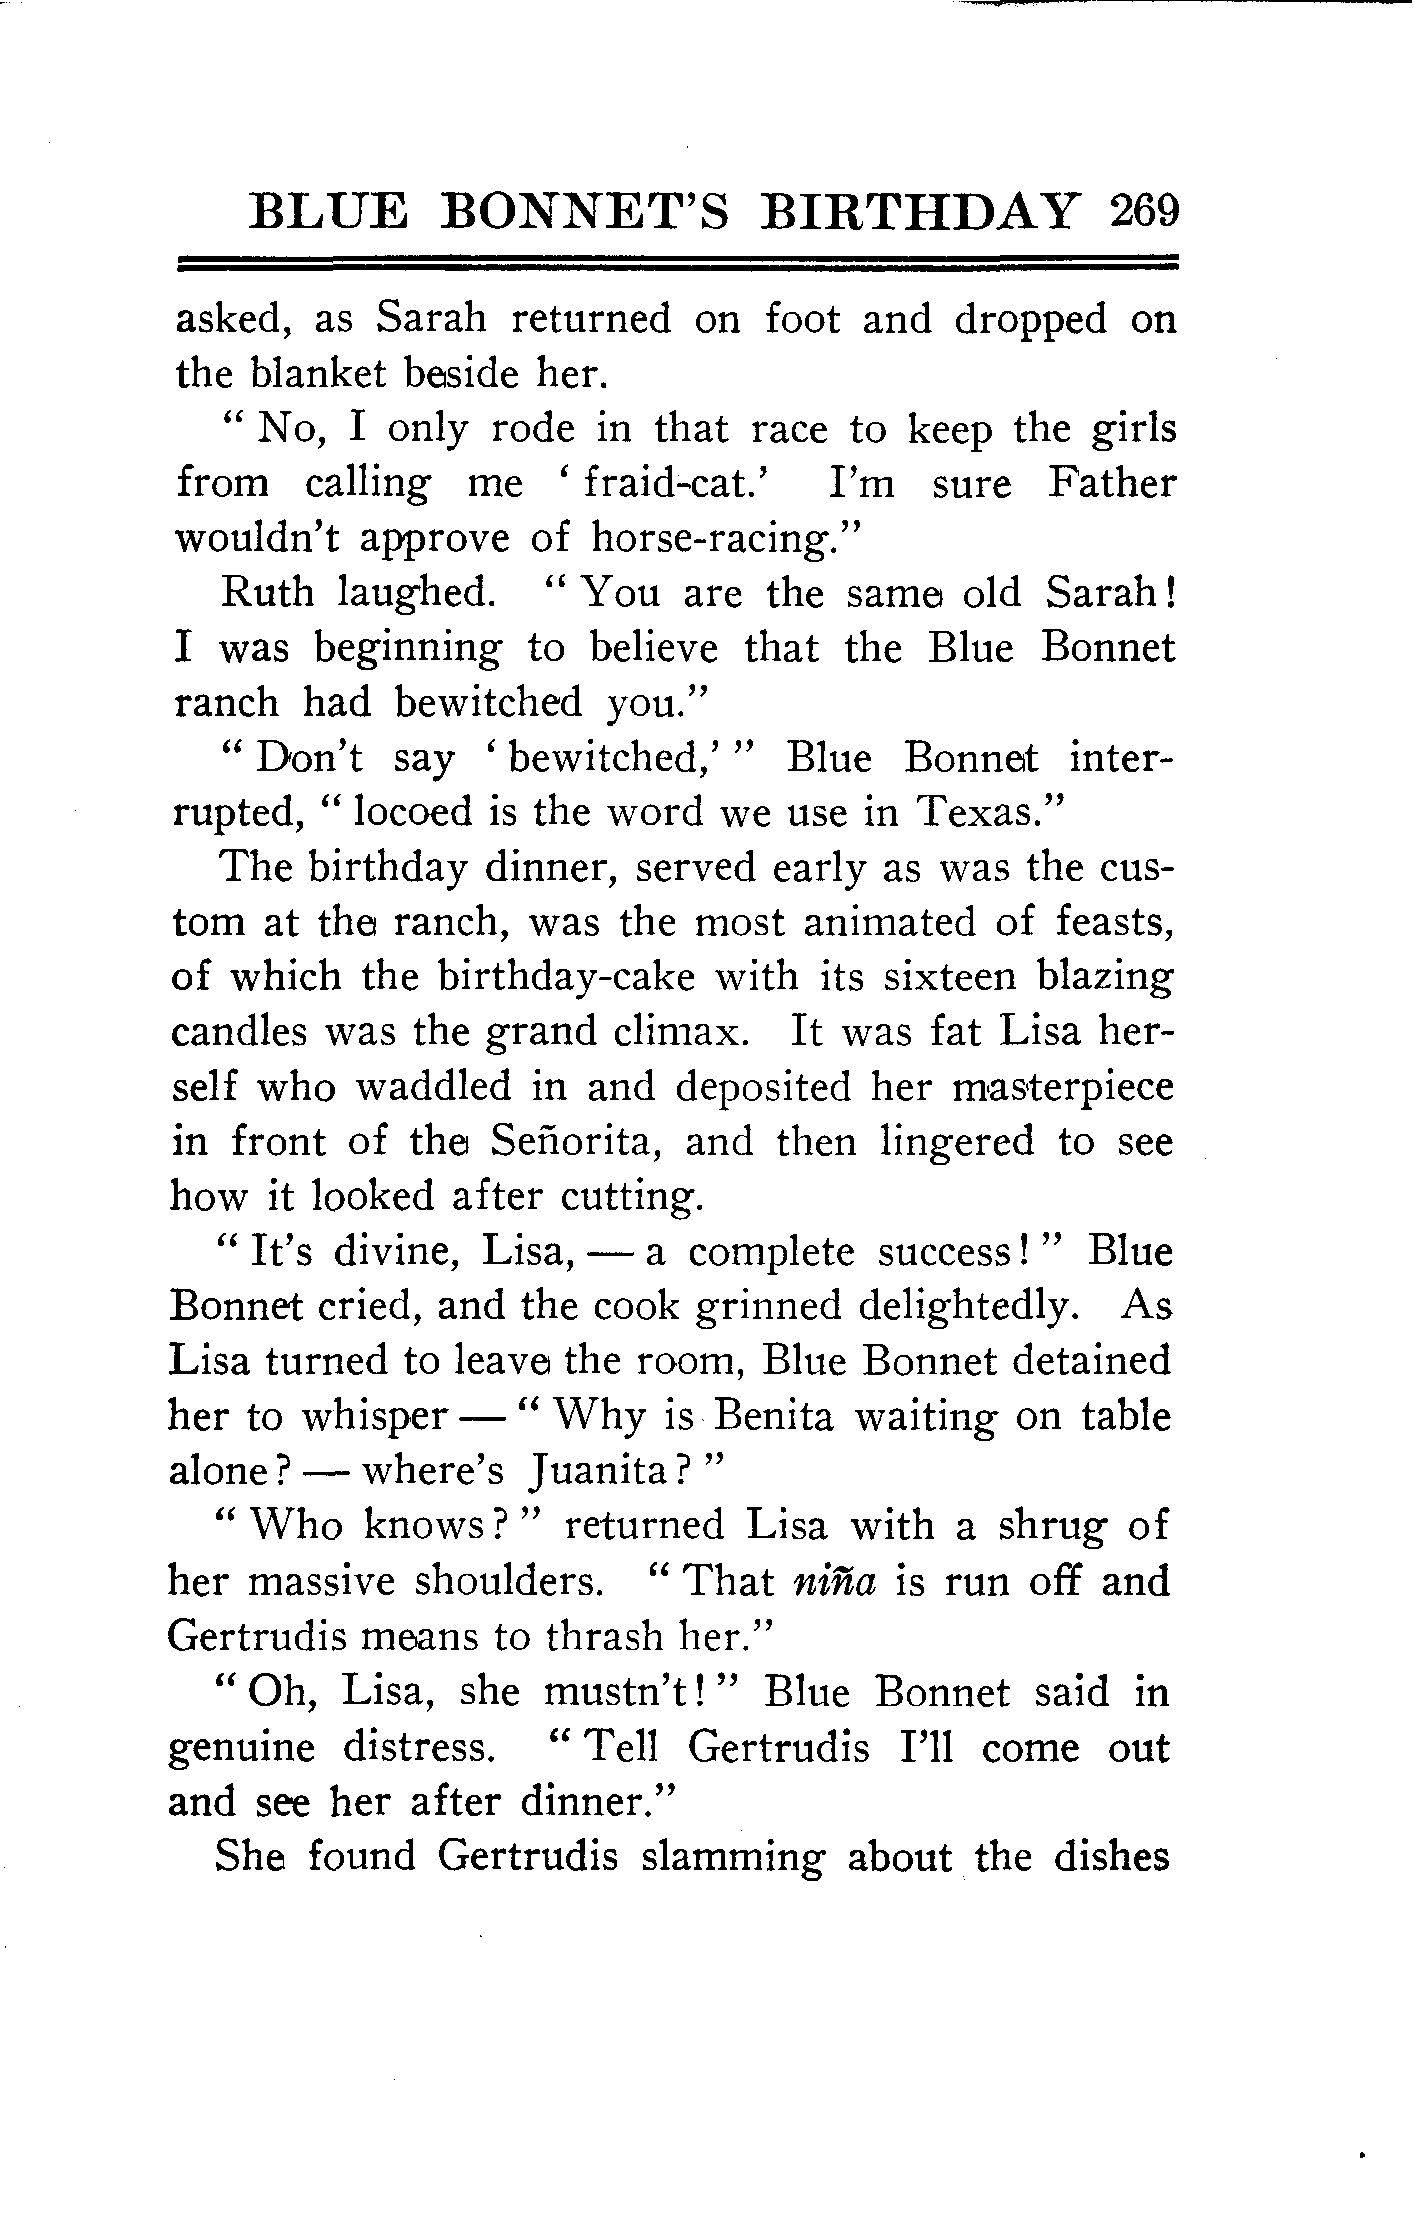 BLUE BONNET'S BIRTHDAY 269
asked, as Sarah returned on foot and dropped on
the blanket beside her.
" No, I only rode in that race to keep the girls
from calling me ' fraid-cat.' I'm sure Father
wouldn't approve of horse-racing."
Ruth laughed. " You are the same old Sarah!
I was beginning to believe that the Blue Bonnet
ranch had bewitched you."
" Don't say ' bewitched,' " Blue Bonnet inter-
rupted, " locoed is the word we use in Texas."
The birthday dinner, served early as was the cus-
tom at the ranch, was the most animated of feasts,
of which the birthday-cake with its sixteen blazing
candles was the grand climax. It was fat Lisa her-
self who waddled in and deposited her masterpiece
in front of the Señorita, and then lingered to see
how it looked after cutting.
" It's divine, Lisa, — a complete success! " Blue
Bonnet cried, and the cook grinned delightedly. As
Lisa turned to leave the room, Blue Bonnet detained
her to whisper — " Why is Benita waiting on table
alone? — where's Juanita? "
" Who knows? " returned Lisa with a shrug of
her massive shoulders. " That niña is run off and
Gertrudis means to thrash her."
" Oh, Lisa, she mustn't! " Blue Bonnet said in
genuine distress. " Tell Gertrudis I'll come out
and see her after dinner."
She found Gertrudis slamming about the dishes